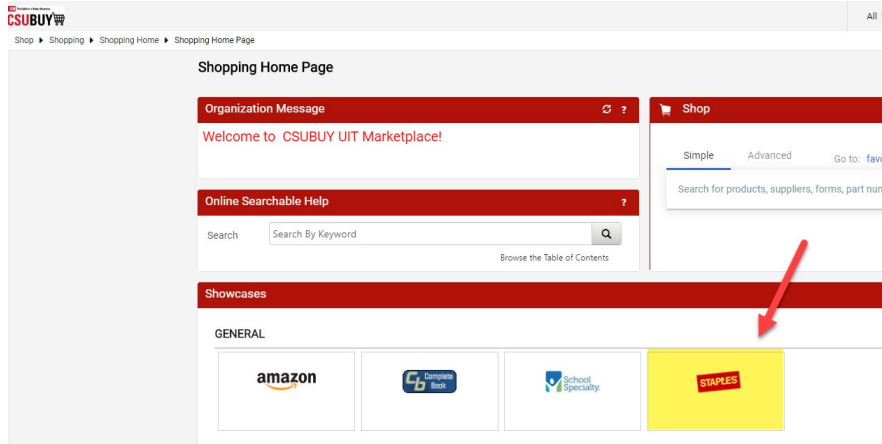 CSUBUY
All
Shop ▸ Shopping ▸ Shopping Home ▸ Shopping Home Page
Shopping Home Page
Organization Message ?
Welcome to CSUBUY UIT Marketplace!
Shop
Simple Advanced Go to: fav
Search for products, suppliers, forms, part num
Online Searchable Help ?
Search Search By Keyword
Browse the Table of Contents
Showcases
GENERAL
amazon
Cb Complete Book
School Specialty.
STAPLES